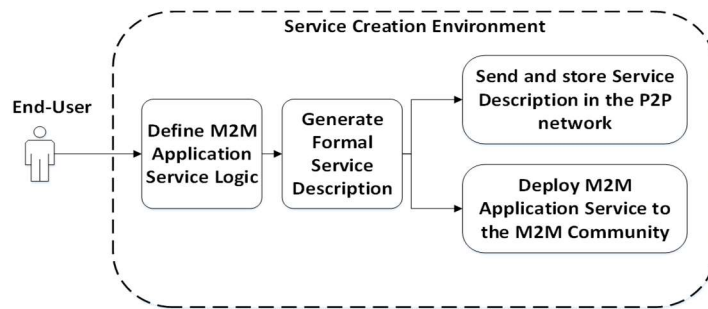 Service Creation Environment
End-User
Define M2M
Application
Service Logic
Generate
Formal
Service
Description
Send and store Service
Description in the P2P
network
Deploy M2M
Application Service to
the M2M Community